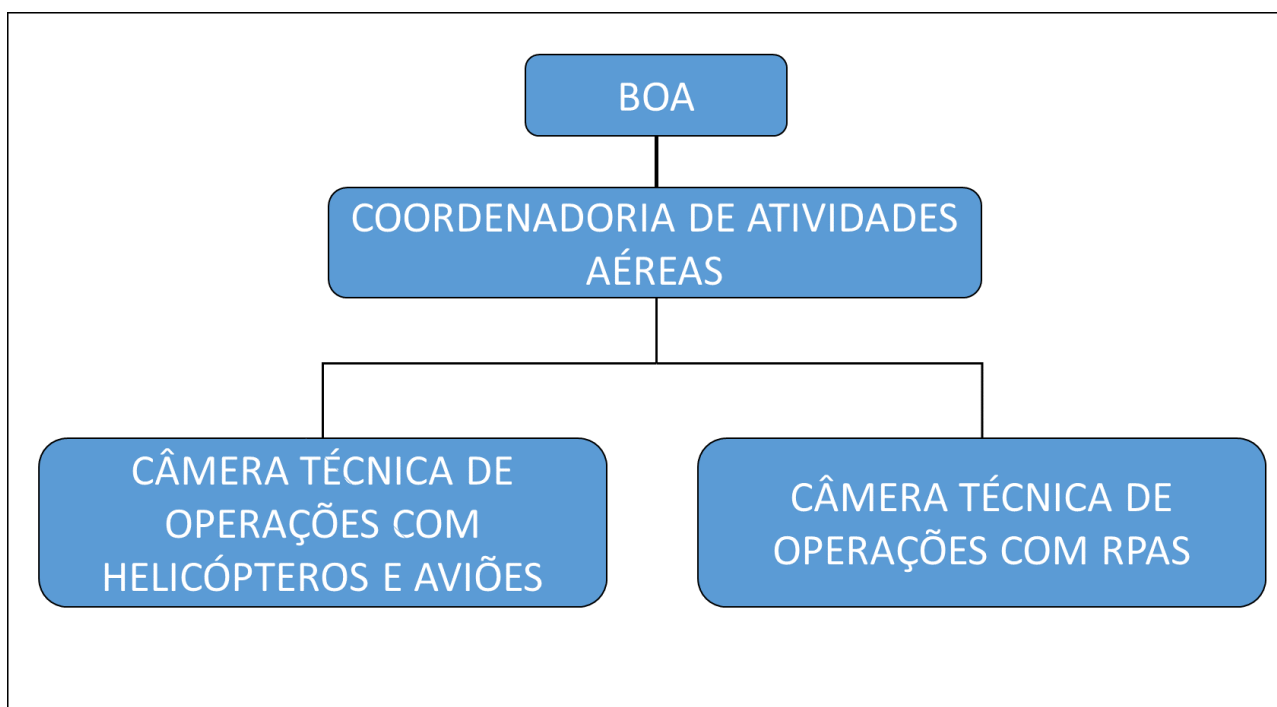 BOA
COORDENADORIA DE ATIVIDADES
AÉREAS
CÂMERA TÉCNICA DE
OPERAÇÕES COM
HELICÓPTEROS E AVIÕES
CÂMERA TÉCNICA DE
OPERAÇÕES COM RPAS